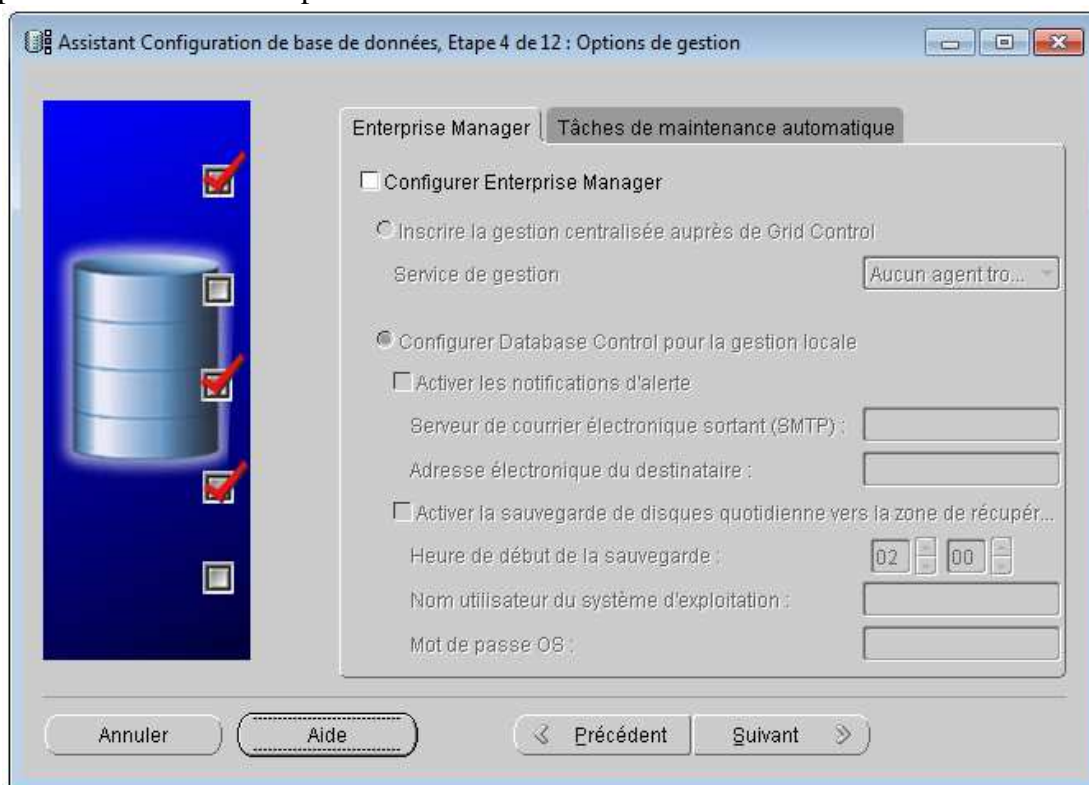 Assistant Configuration de base de données, Etape 4 de 12 : Options de gestion
Enterprise Manager Tâches de maintenance automatique
Configurer Enterprise Manager
Inscrire la gestion centralisée auprès de Grid Control
Service de gestion Aucun agent tro...
Configurer Database Control pour la gestion locale
Activer les notifications d'alerte
Serveur de courrier électronique sortant (SMTP) :
Adresse électronique du destinataire :
Activer la sauvegarde de disques quotidienne vers la zone de récupér...
Heure de début de la sauvegarde : 02 00
Nom utilisateur du système d'exploitation :
Mot de passe OS :
Annuler Aide Précédent Suivant